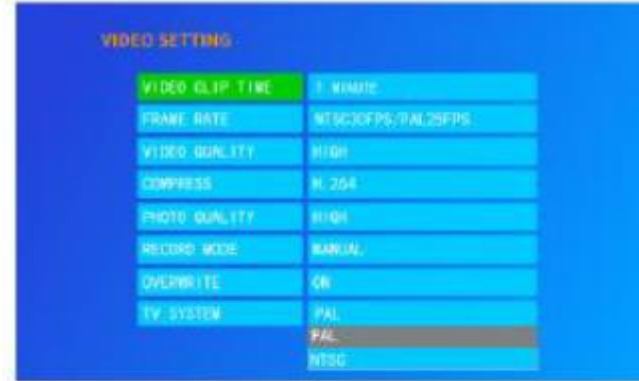 VIDEO SETTING
VIDEO CLIP TIME 1 MINUTE
FRAME RATE NTSC30FPS/PAL25FPS
VIDEO QUALITY HIGH
COMPRESS H.264
PHOTO QUALITY HIGH
RECORD MODE MANUAL
OVERWRITE ON
TV SYSTEM PAL
PAL
NTSC